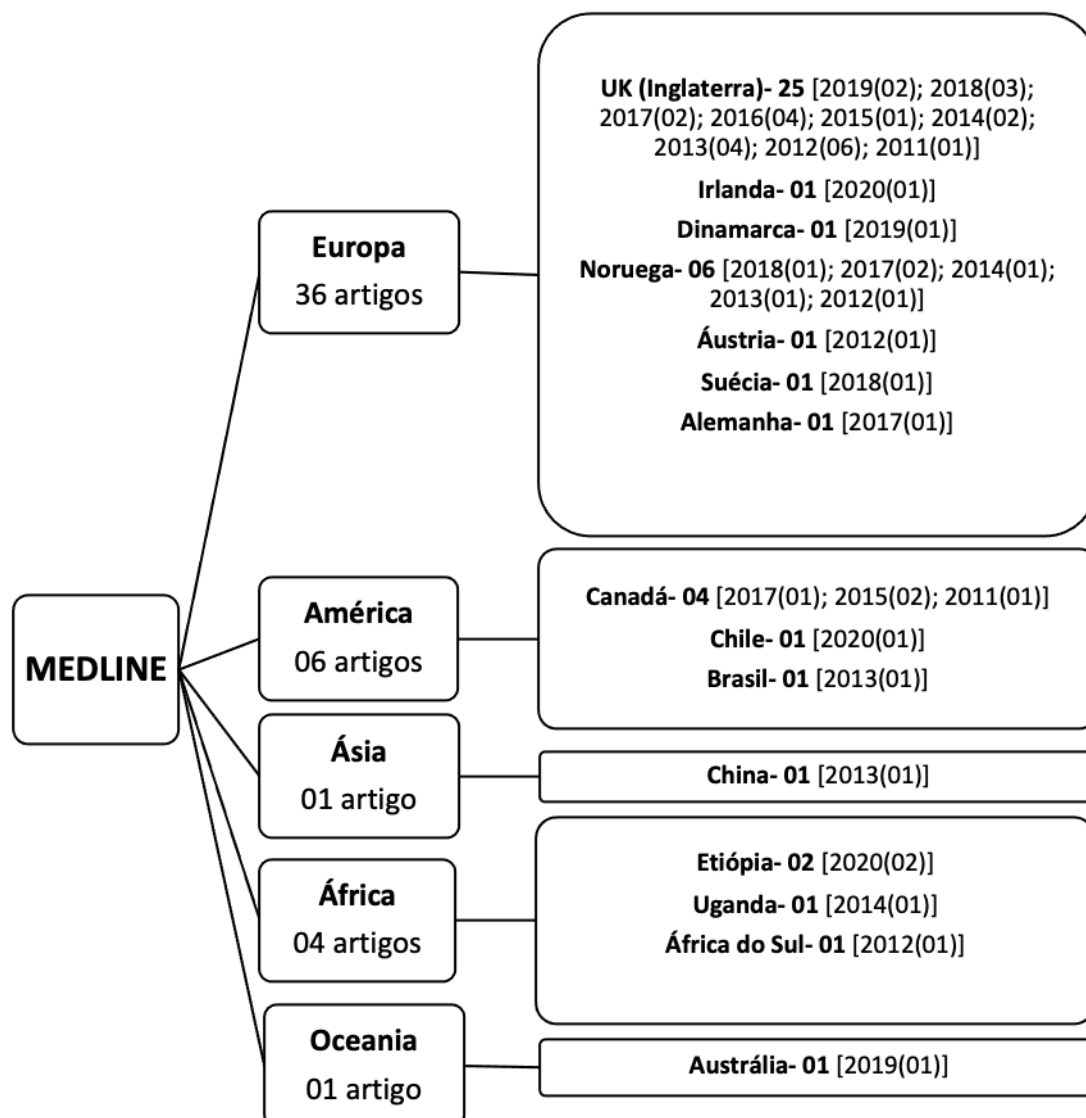 MEDLINE
Europa
36 artigos
UK (Inglaterra)- 25 [2019(02); 2018(03);
2017(02); 2016(04); 2015(01); 2014(02);
2013(04); 2012(06); 2011(01)]
Irlanda- 01 [2020(01)]
Dinamarca- 01 [2019(01)]
Noruega- 06 [2018(01); 2017(02); 2014(01);
2013(01); 2012(01)]
Áustria- 01 [2012(01)]
Suécia- 01 [2018(01)]
Alemanha- 01 [2017(01)]
América
06 artigos
Canadá- 04 [2017(01); 2015(02); 2011(01)]
Chile- 01 [2020(01)]
Brasil- 01 [2013(01)]
Ásia
01 artigo
China- 01 [2013(01)]
África
04 artigos
Etiópia- 02 [2020(02)]
Uganda- 01 [2014(01)]
África do Sul- 01 [2012(01)]
Oceania
01 artigo
Austrália- 01 [2019(01)]